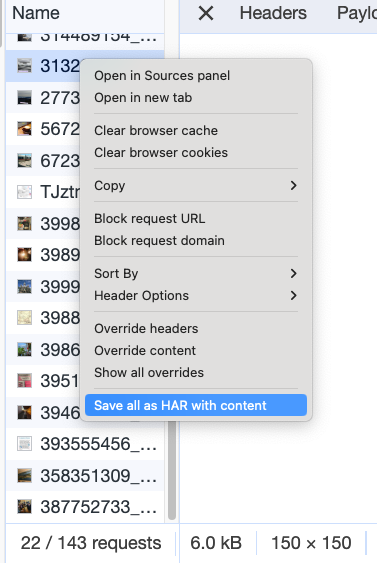 Name
Headers
314489154_...
3132
2773
5672
6723
TJztr
3998
3989
3999
3988
3986
3951
3946
393555456_...
358351309_...
387752733_...
Open in Sources panel
Open in new tab
Clear browser cache
Clear browser cookies
Copy
Block request URL
Block request domain
Sort By
Header Options
Override headers
Override content
Show all overrides
Save all as HAR with content
22 / 143 requests
6.0 kB
150 × 150